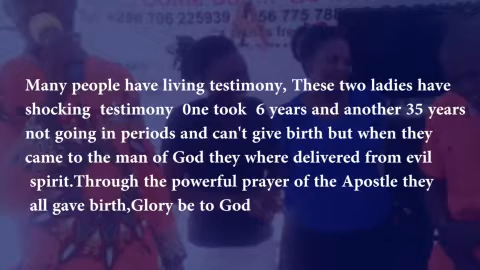 +256 706 225939
Many people have living testimony, These two ladies have
shocking  testimony  0ne took  6 years and another 35 years
not going in periods and can't give birth but when they
came to the man of God they where delivered from evil
spirit.Through the powerful prayer of the Apostle they
all gave birth,Glory be to God